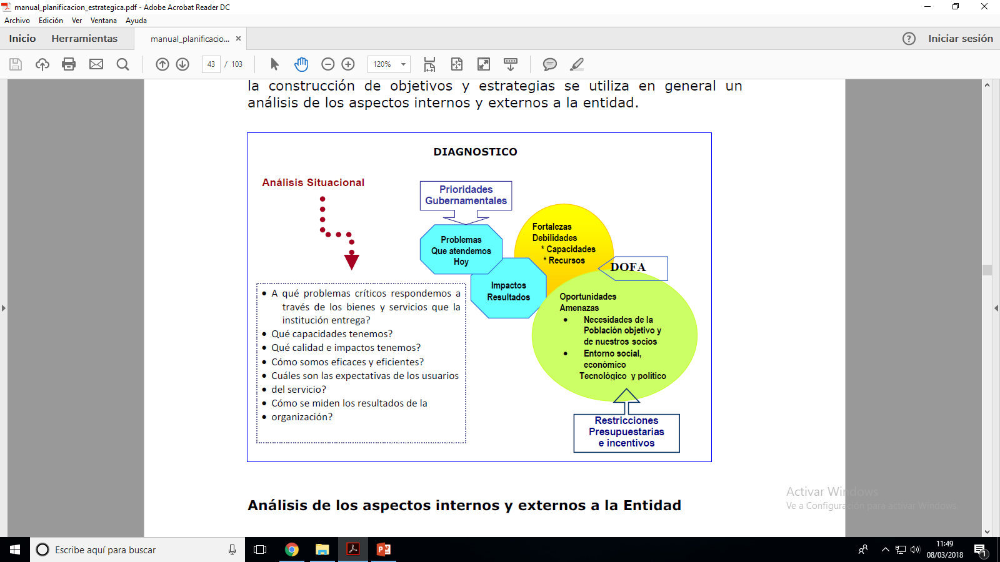 manual_planificacion_estrategica.pdf - Adobe Acrobat Reader DC
Archivo Edición Ver Ventana Ayuda
Inicio Herramientas manual_planificacio... × ? Iniciar sesión
43 / 103 120%
la construcción de objetivos y estrategias se utiliza en general un
análisis de los aspectos internos y externos a la entidad.
DIAGNOSTICO
Análisis Situacional
Prioridades
Gubernamentales
Problemas
Que atendemos
Hoy
Impactos
Resultados
Fortalezas
Debilidades
* Capacidades
* Recursos
DOFA
Oportunidades
Amenazas
• Necesidades de la
Población objetivo y
de nuestros socios
• Entorno social,
económico
Tecnológico y político
Restricciones
Presupuestarias
e incentivos
• A qué problemas críticos respondemos a
través de los bienes y servicios que la
institución entrega?
• Qué capacidades tenemos?
• Qué calidad e impactos tenemos?
• Cómo somos eficaces y eficientes?
• Cuáles son las expectativas de los usuarios
• del servicio?
• Cómo se miden los resultados de la
• organización?
Análisis de los aspectos internos y externos a la Entidad
Activar Windows
Ve a Configuración para activar Windows.
Escribe aquí para buscar
11:49
08/03/2018
1